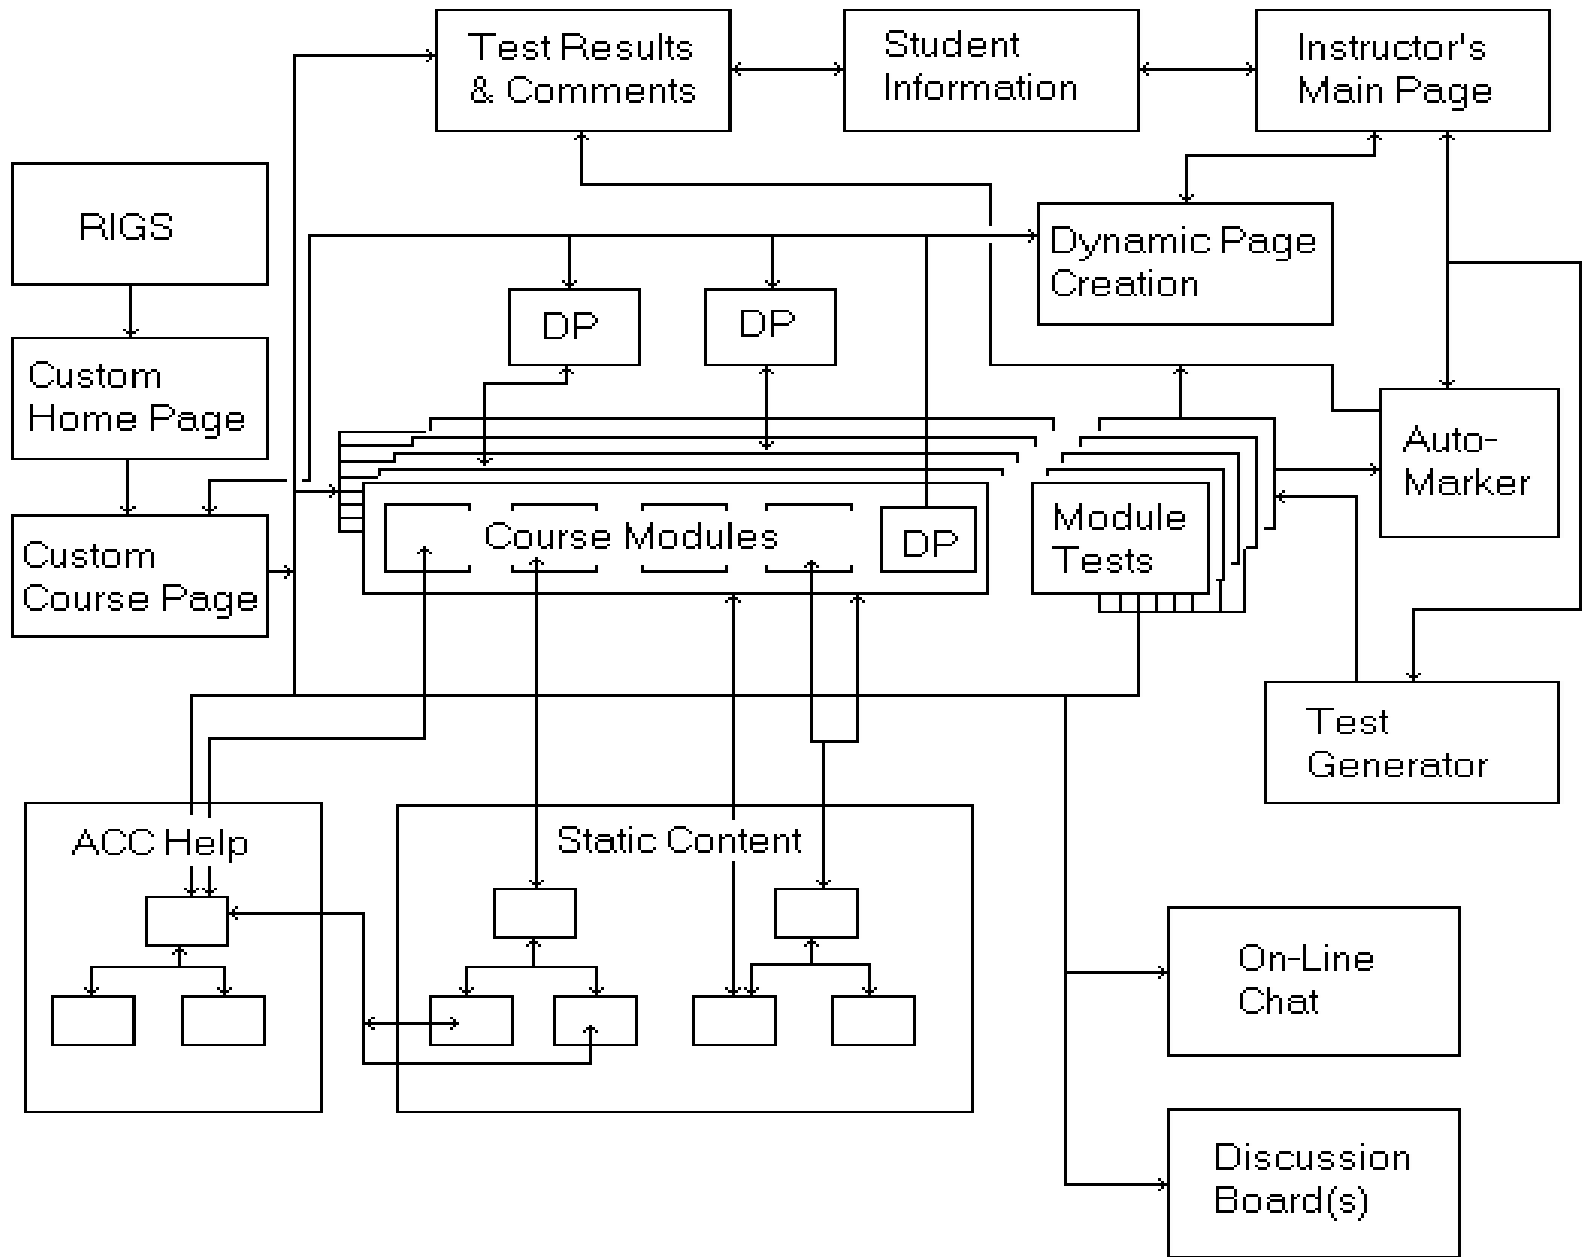 Test Results
& Comments
Student
Information
Instructor's
Main Page
RIGS
Dynamic Page
Creation
DP
DP
Custom
Home Page
Auto-
Marker
Course Modules
DP
Module
Tests
Custom
Course Page
Test
Generator
ACC Help
Static Content
On-Line
Chat
Discussion
Board(s)